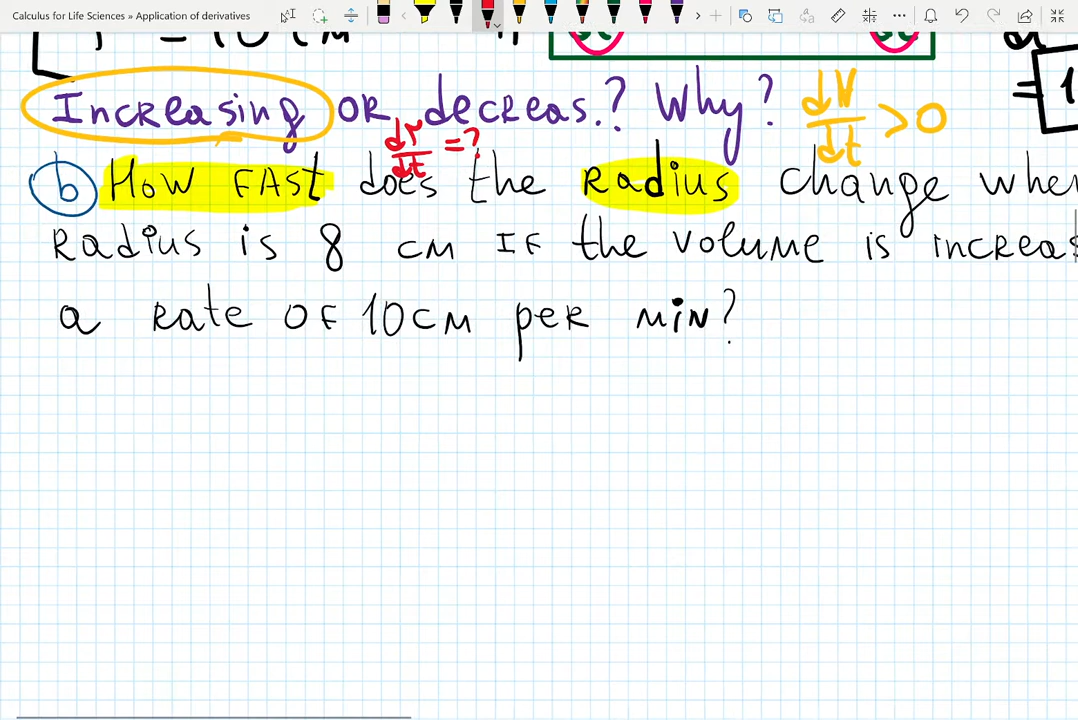 Calculus for Life Sciences » Application of derivatives
Increasing OR decreas.? Why? dV/dt > 0
dr/dt = ?
b How FAst does the Radius change when
Radius is 8 cm IF the volume is increas
a Rate OF 10cm per min?